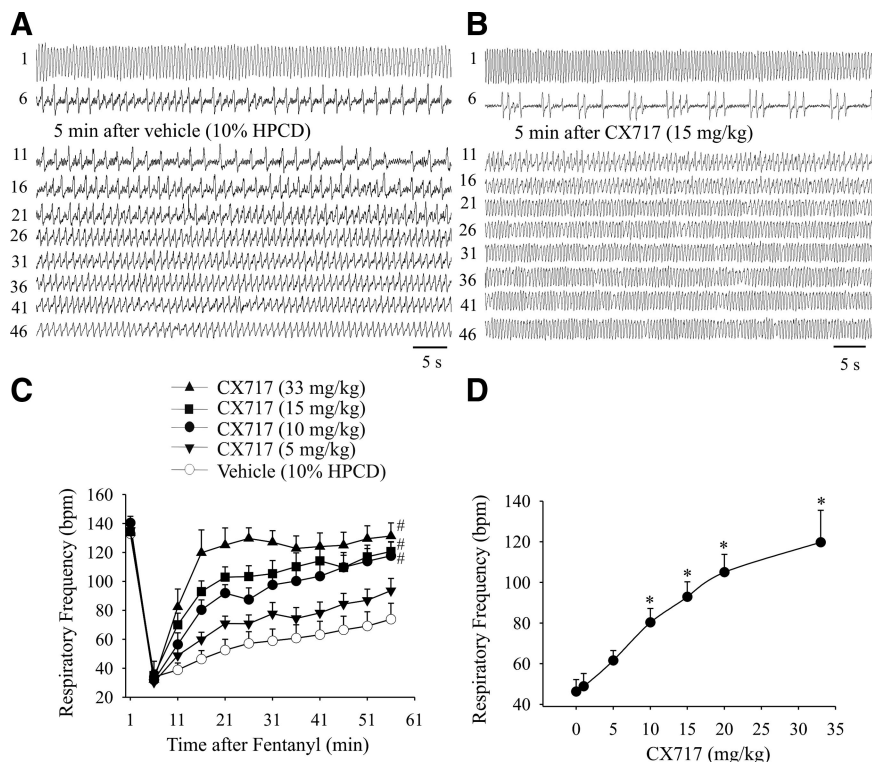 A
1
6
5 min after vehicle (10% HPCD)
11
16
21
26
31
36
41
46
5 s
B
1
6
5 min after CX717 (15 mg/kg)
11
16
21
26
31
36
41
46
5 s
C
CX717 (33 mg/kg)
CX717 (15 mg/kg)
CX717 (10 mg/kg)
CX717 (5 mg/kg)
Vehicle (10% HPCD)
Respiratory Frequency (bpm)
160
140
120
100
80
60
40
20
#
#
#
1 11 21 31 41 51 61
Time after Fentanyl (min)
D
Respiratory Frequency (bpm)
140
120
100
80
60
40
* * * * *
0 5 10 15 20 25 30 35
CX717 (mg/kg)